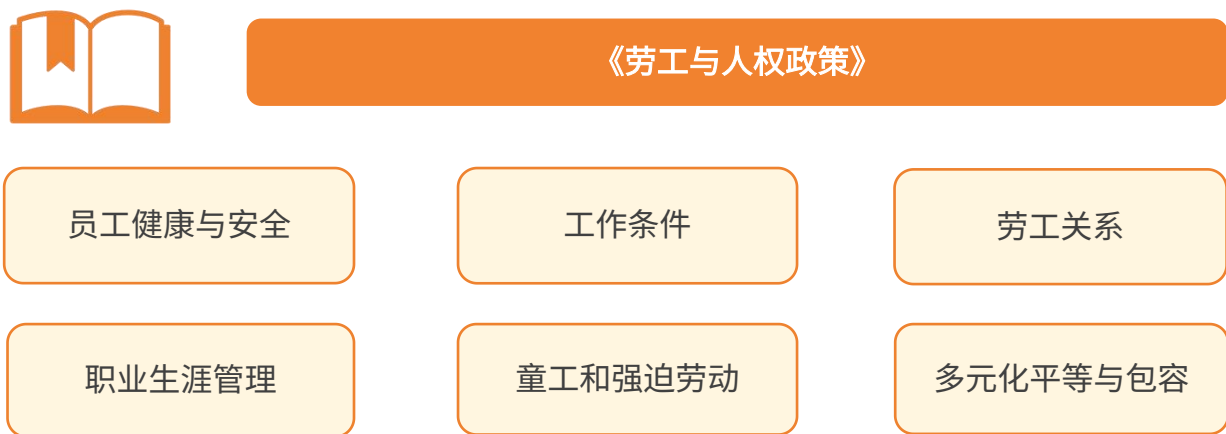 《劳工与人权政策》
员工健康与安全
工作条件
劳工关系
职业生涯管理
童工和强迫劳动
多元化平等与包容